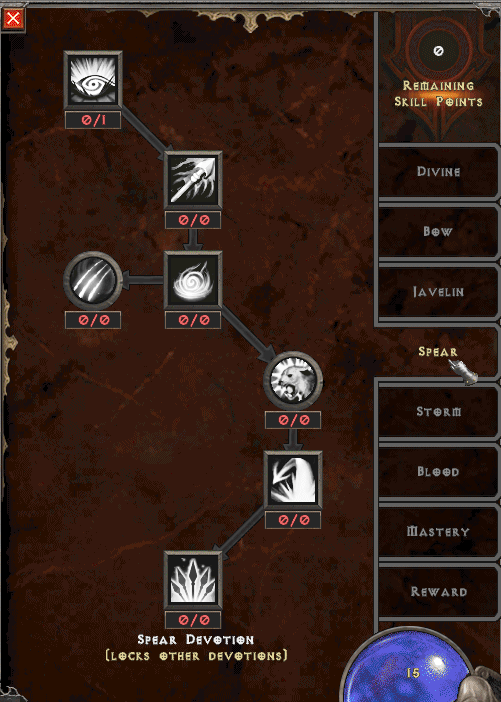 0
Remaining
Skill Points
0/1
Divine
0/0
Bow
Javelin
0/0
0/0
Spear
Storm
0/0
Blood
0/0
Mastery
Reward
0/0
Spear Devotion
(locks other devotions)
15